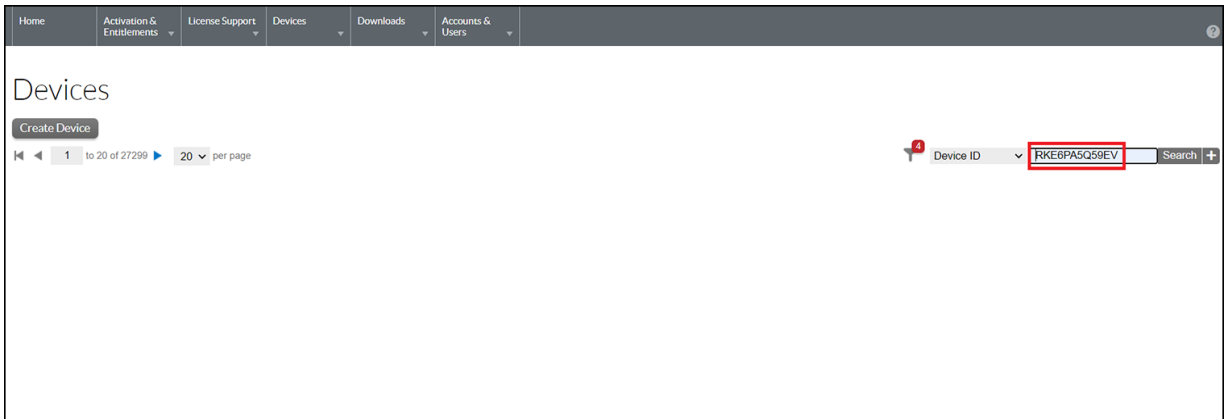 Home
Activation &
Entitlements
License Support
Devices
Downloads
Accounts &
Users
?
Devices
Create Device
1 to 20 of 27299 20 per page
4
Device ID RKE6PA5Q59EV Search +